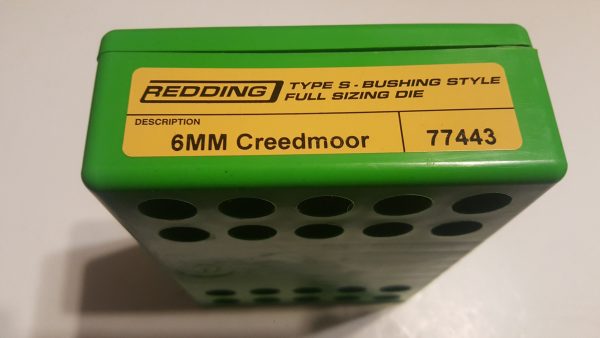 REDDING TYPE S - BUSHING STYLE
FULL SIZING DIE
DESCRIPTION
6MM Creedmoor 77443